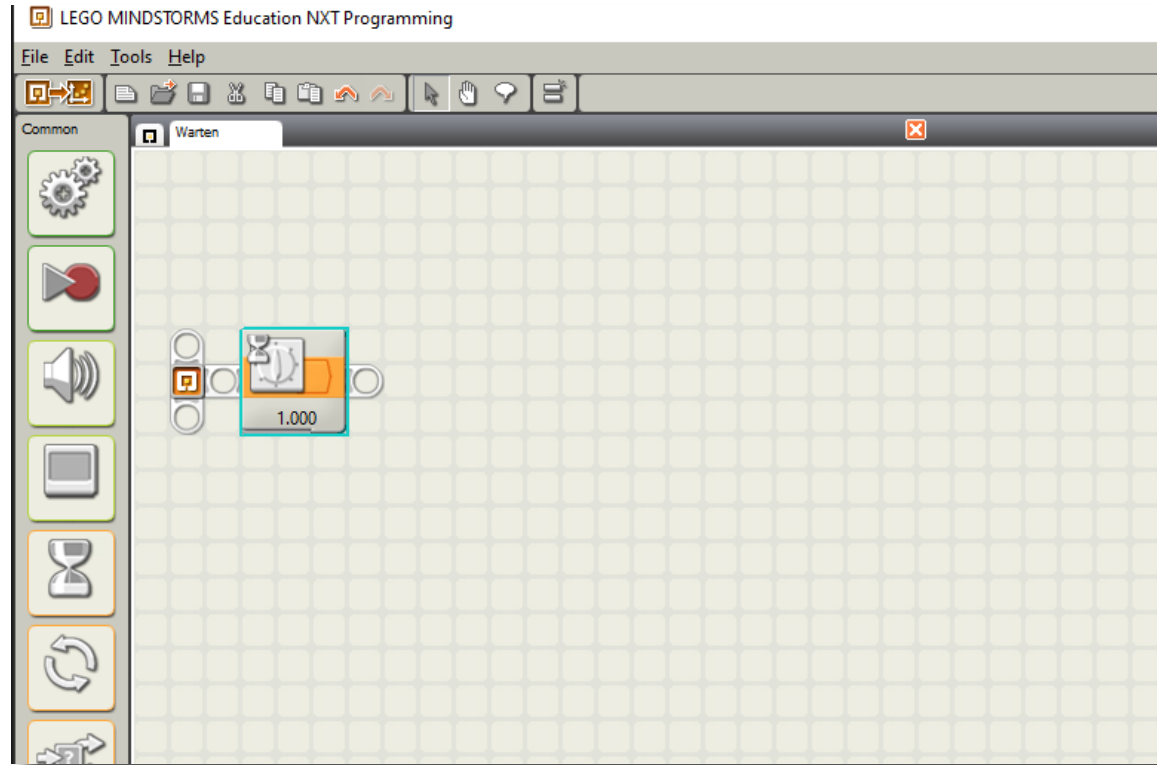 LEGO MINDSTORMS Education NXT Programming
File Edit Tools Help
Common
Warten
1.000
?